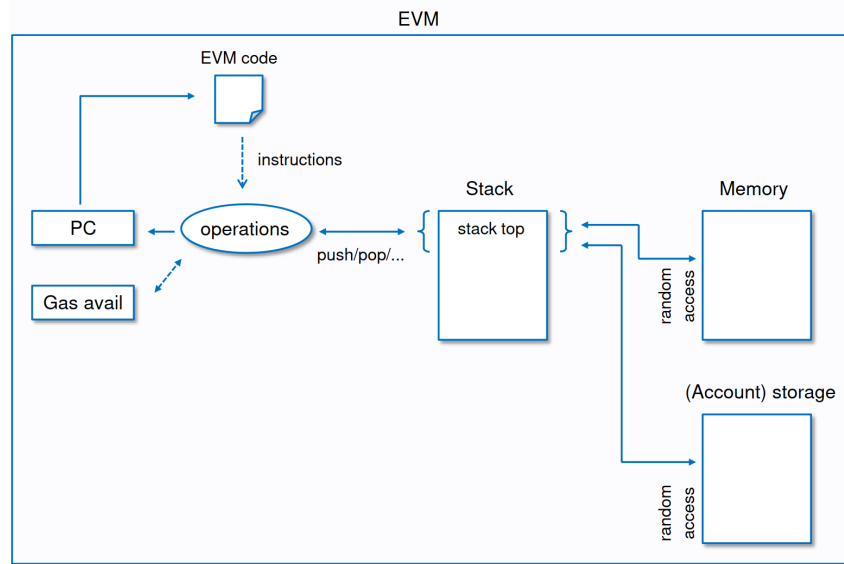 EVM
EVM code
instructions
Stack
Memory
PC
operations
stack top
push/pop/...
Gas avail
random
access
(Account) storage
random
access